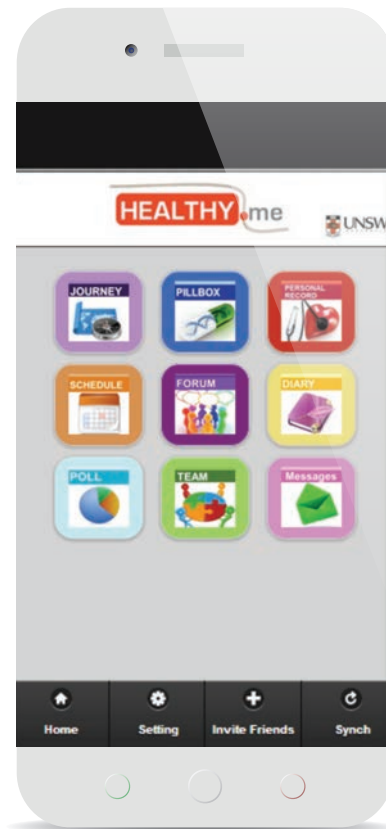 HEALTHY.me
UNSW
JOURNEY
PILLBOX
PERSONAL
RECORD
SCHEDULE
FORUM
DIARY
POLL
TEAM
Messages
Home
Setting
Invite Friends
Synch